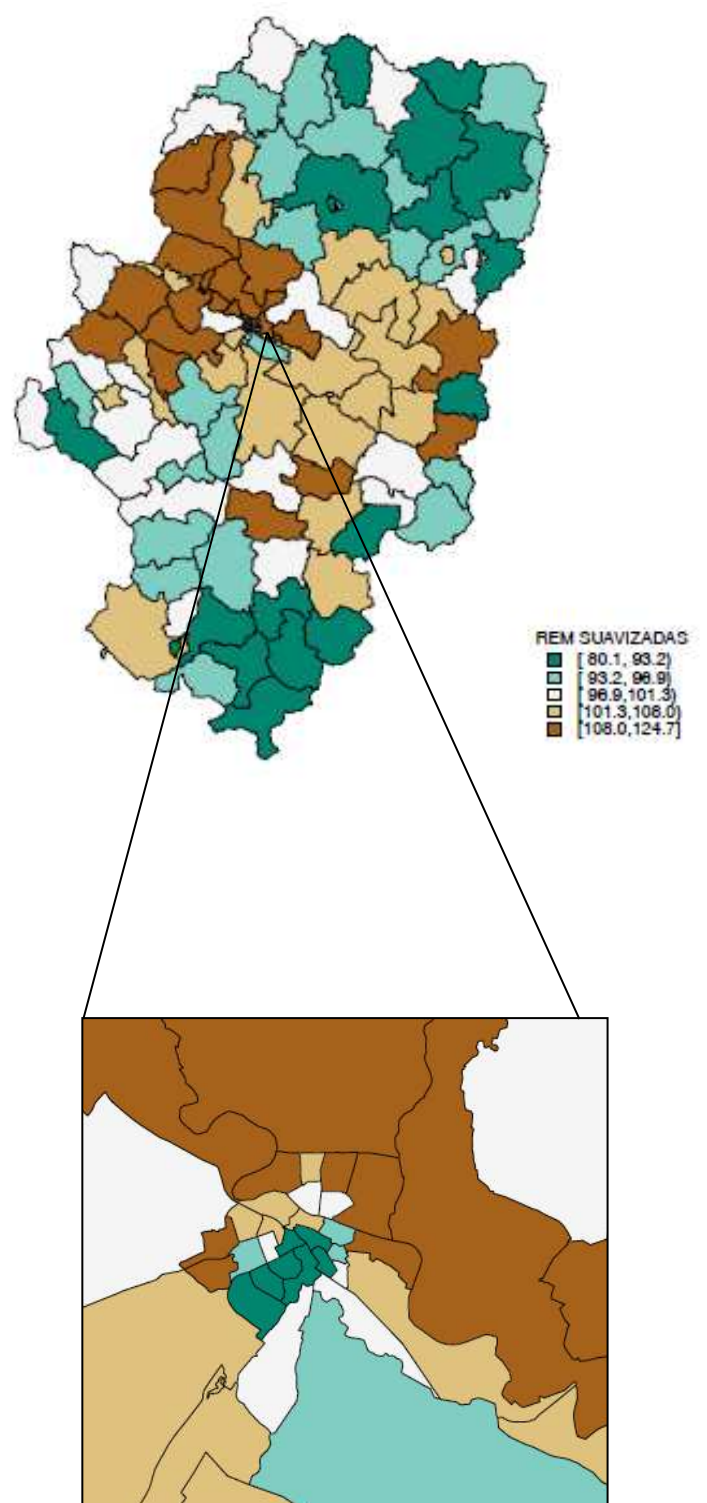 REM SUAVIZADAS
[ 80.1, 93.2)
[ 93.2, 96.9)
[ 96.9,101.3)
[101.3,108.0)
[108.0,124.7]